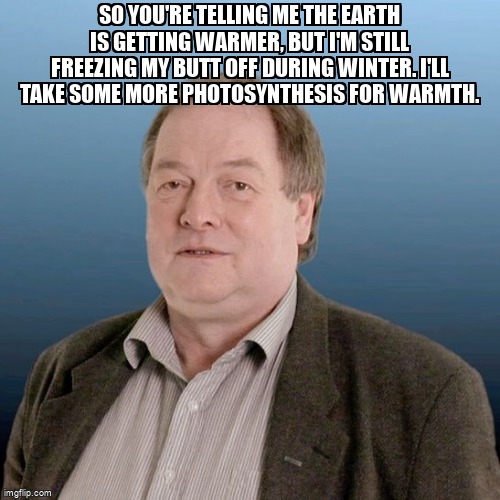 SO YOU'RE TELLING ME THE EARTH
IS GETTING WARMER, BUT I'M STILL
FREEZING MY BUTT OFF DURING WINTER. I'LL
TAKE SOME MORE PHOTOSYNTHESIS FOR WARMTH.
imgflip.com